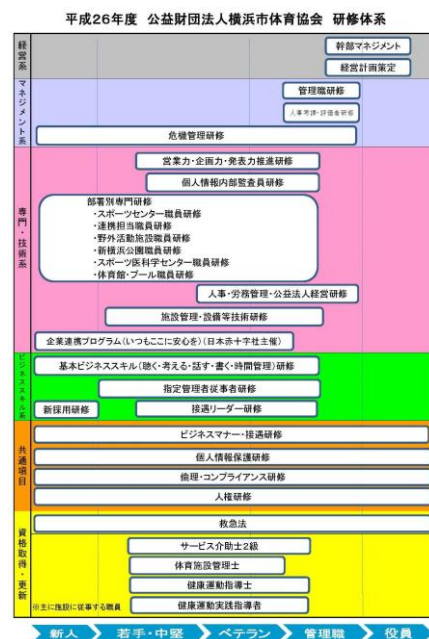 平成26年度 公益財団法人横浜市体育協会 研修体系
経営系
幹部マネジメント
経営計画策定
マネジメント系
管理職研修
人事考課・評価者研修
危機管理研修
専門・技術系
営業力・企画力・発表力推進研修
個人情報内部監査員研修
部署別専門研修
・スポーツセンター職員研修
・連携担当職員研修
・野外活動施設職員研修
・新横浜公園職員研修
・スポーツ医科学センター職員研修
・体育館・プール職員研修
人事・労務管理・公益法人経営研修
施設管理・設備等技術研修
企業連携プログラム(いつもここに安心を)(日本赤十字社主催)
ビジネススキル系
基本ビジネススキル(聴く・考える・話す・書く・時間管理)研修
指定管理者従事者研修
新採用研修
接遇リーダー研修
共通項目
ビジネスマナー・接遇研修
個人情報保護研修
倫理・コンプライアンス研修
人権研修
資格取得・更新
救急法
サービス介助士2級
体育施設管理士
健康運動指導士
※主に施設に従事する職員
健康運動実践指導者
新人
若手・中堅
ベテラン
管理職
役員